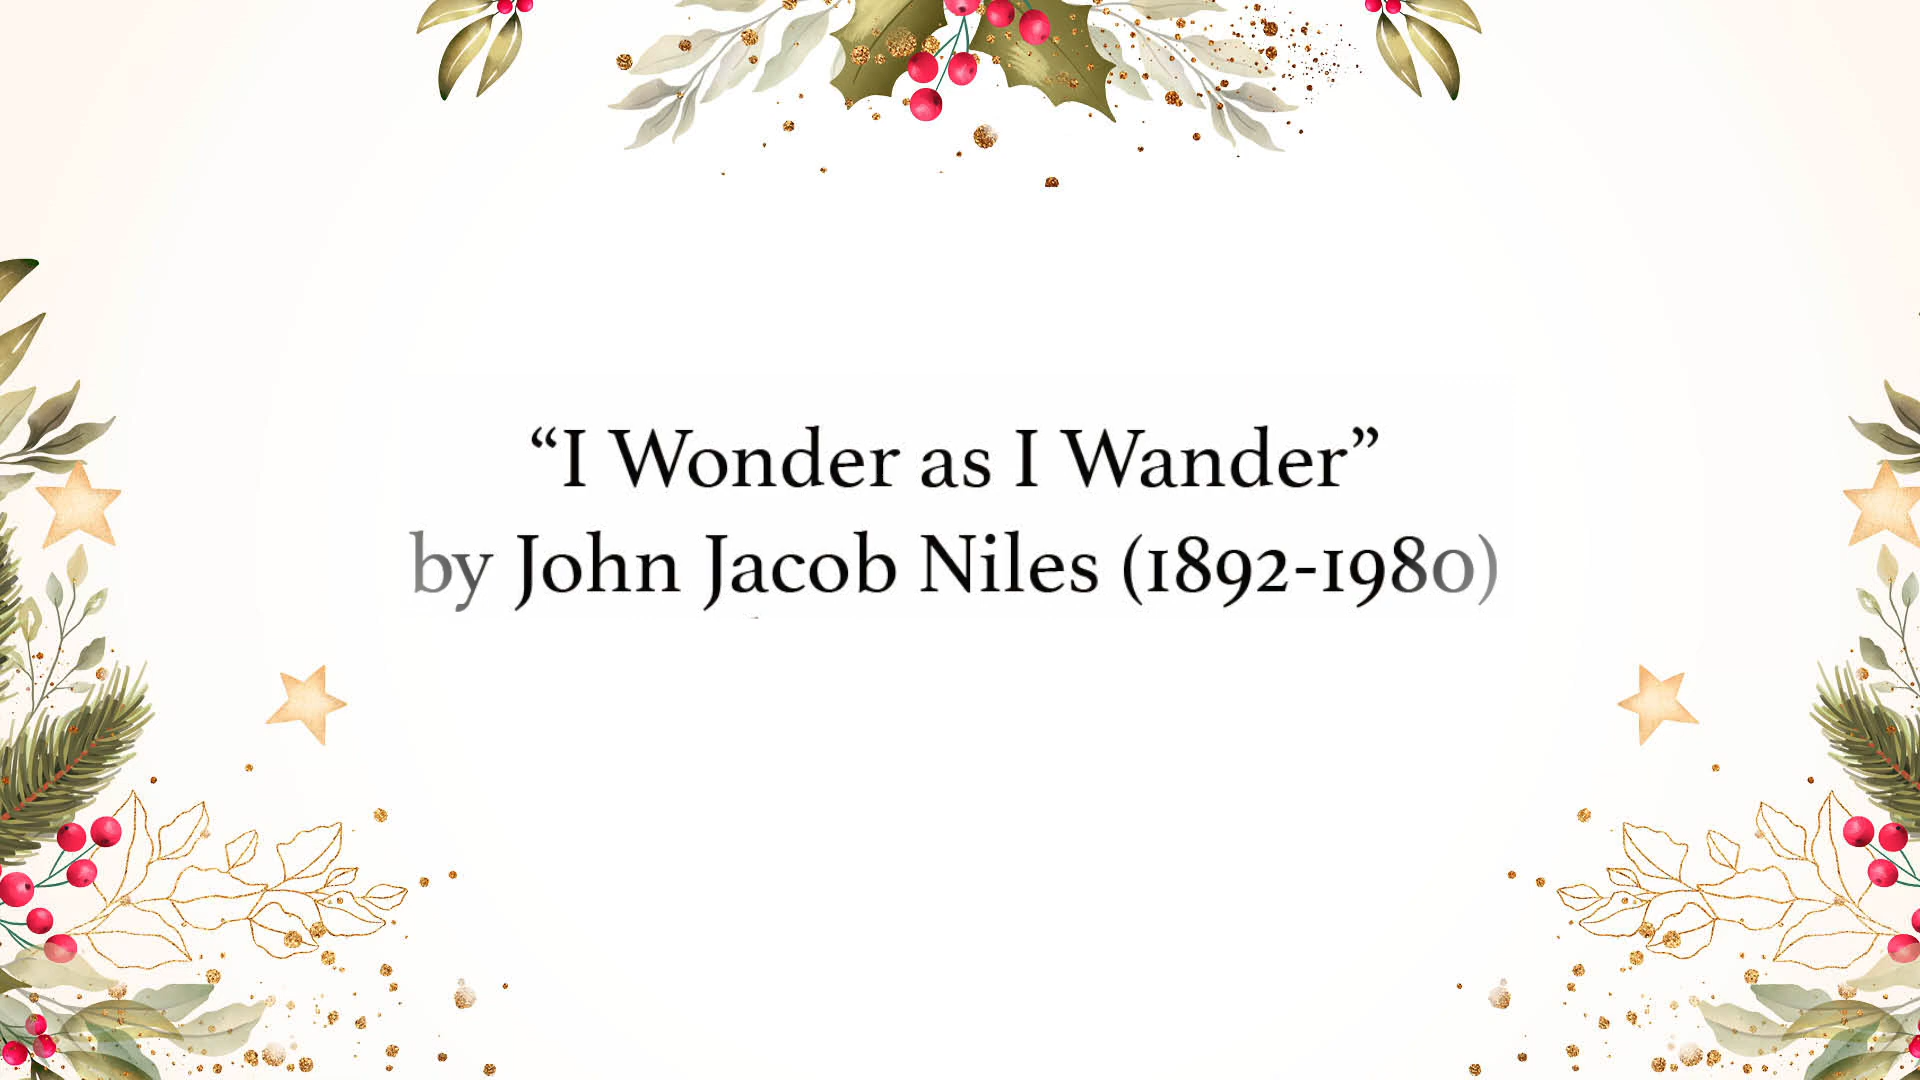 “I Wonder as I Wander”
by John Jacob Niles (1892-1980)